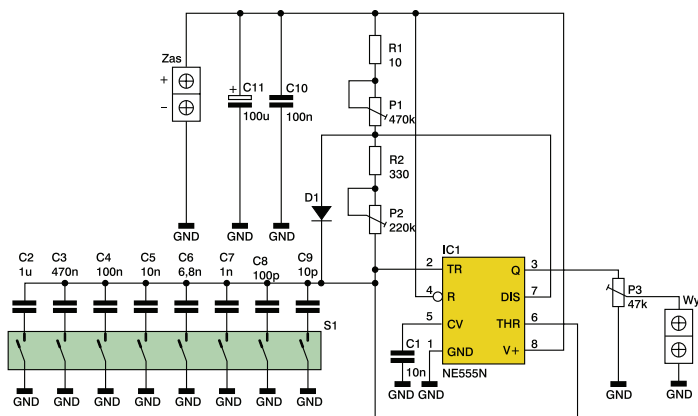 Zas
+
−
GND
+
C11
100u
GND
C10
100n
GND
R1
10
P1
470k
R2
330
P2
220k
D1
C2
1u
C3
470n
C4
100n
C5
10n
C6
6,8n
C7
1n
C8
100p
C9
10p
S1
GND
GND
GND
GND
GND
GND
GND
GND
IC1
2
TR
4
R
5
CV
1
GND
Q
3
DIS
7
THR
6
V+
8
NE555N
C1
10n
GND
GND
P3
47k
GND
Wy
GND